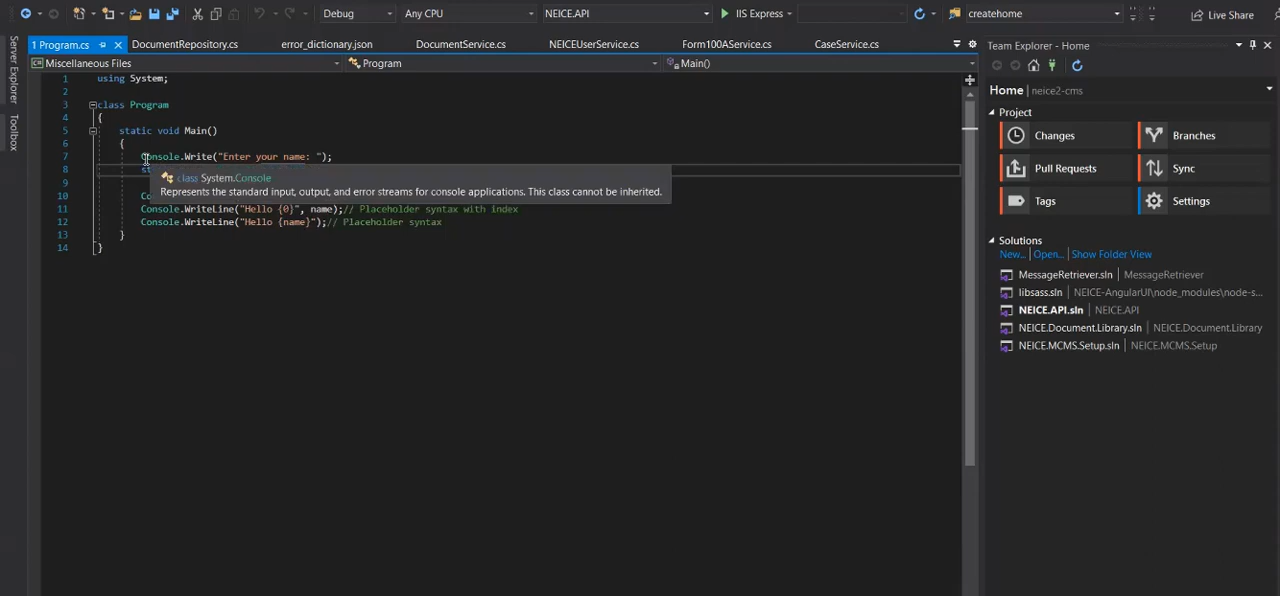 Debug
Any CPU
NEICE.API
IIS Express
createhome
Live Share
1 Program.cs
DocumentRepository.cs
error_dictionary.json
DocumentService.cs
NEICEUserService.cs
Form100AService.cs
CaseService.cs
Server Explorer
Toolbox
Miscellaneous Files
Program
Main()
1 using System;
2
3 class Program
4 {
5 static void Main()
6 {
7 Console.Write("Enter your name: ");
8
class System.Console
9
Represents the standard input, output, and error streams for console applications. This class cannot be inherited.
10
11 Console.WriteLine("Hello {0}", name);// Placeholder syntax with index
12 Console.WriteLine("Hello {name}");// Placeholder syntax
13 }
14 }
Team Explorer - Home
Home | neice2-cms
Project
Changes
Branches
Pull Requests
Sync
Tags
Settings
Solutions
New... | Open... | Show Folder View
MessageRetriever.sln | MessageRetriever
libsass.sln | NEICE-AngularUI\node_modules\node-s...
NEICE.API.sln | NEICE.API
NEICE.Document.Library.sln | NEICE.Document.Library
NEICE.MCMS.Setup.sln | NEICE.MCMS.Setup